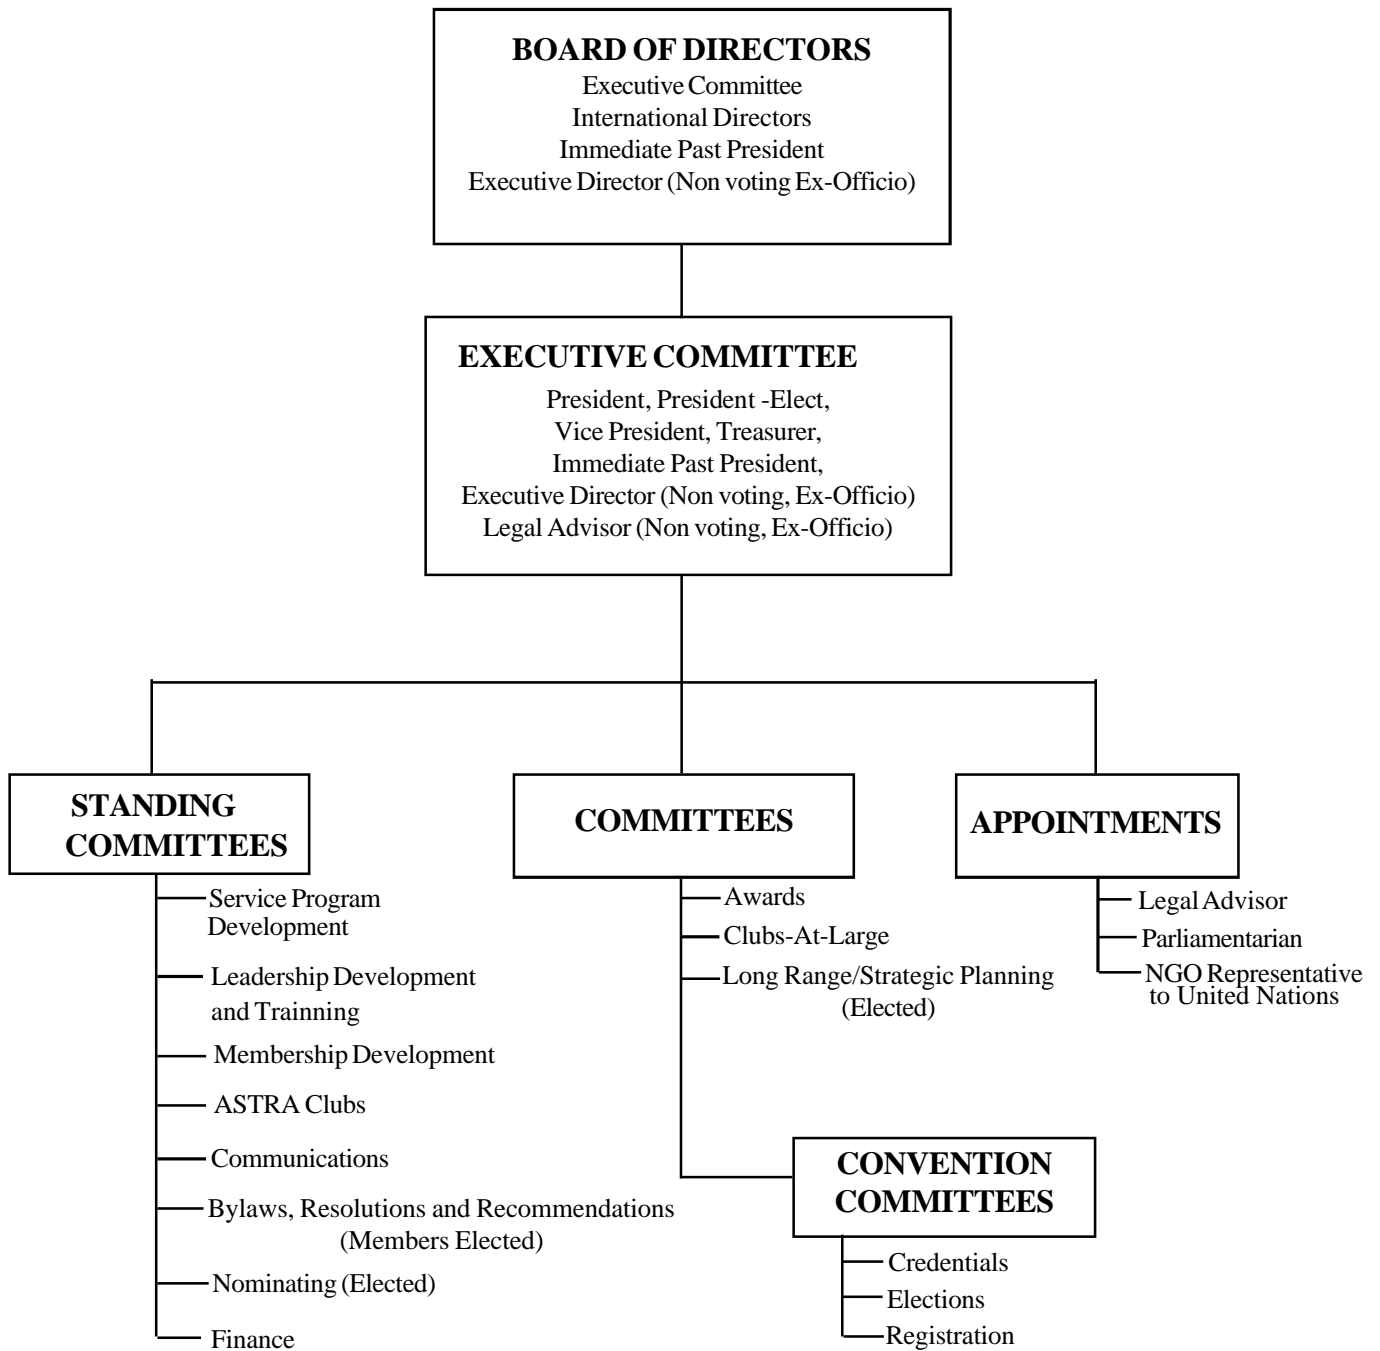 BOARD OF DIRECTORS
Executive Committee
International Directors
Immediate Past President
Executive Director (Non voting Ex-Officio)
EXECUTIVE COMMITTEE
President, President -Elect,
Vice President, Treasurer,
Immediate Past President,
Executive Director (Non voting, Ex-Officio)
Legal Advisor (Non voting, Ex-Officio)
STANDING
COMMITTEES
Service Program
Development
Leadership Development
and Trainning
Membership Development
ASTRA Clubs
Communications
Bylaws, Resolutions and Recommendations
(Members Elected)
Nominating (Elected)
Finance
COMMITTEES
Awards
Clubs-At-Large
Long Range/Strategic Planning
(Elected)
CONVENTION
COMMITTEES
Credentials
Elections
Registration
APPOINTMENTS
Legal Advisor
Parliamentarian
NGO Representative
to United Nations